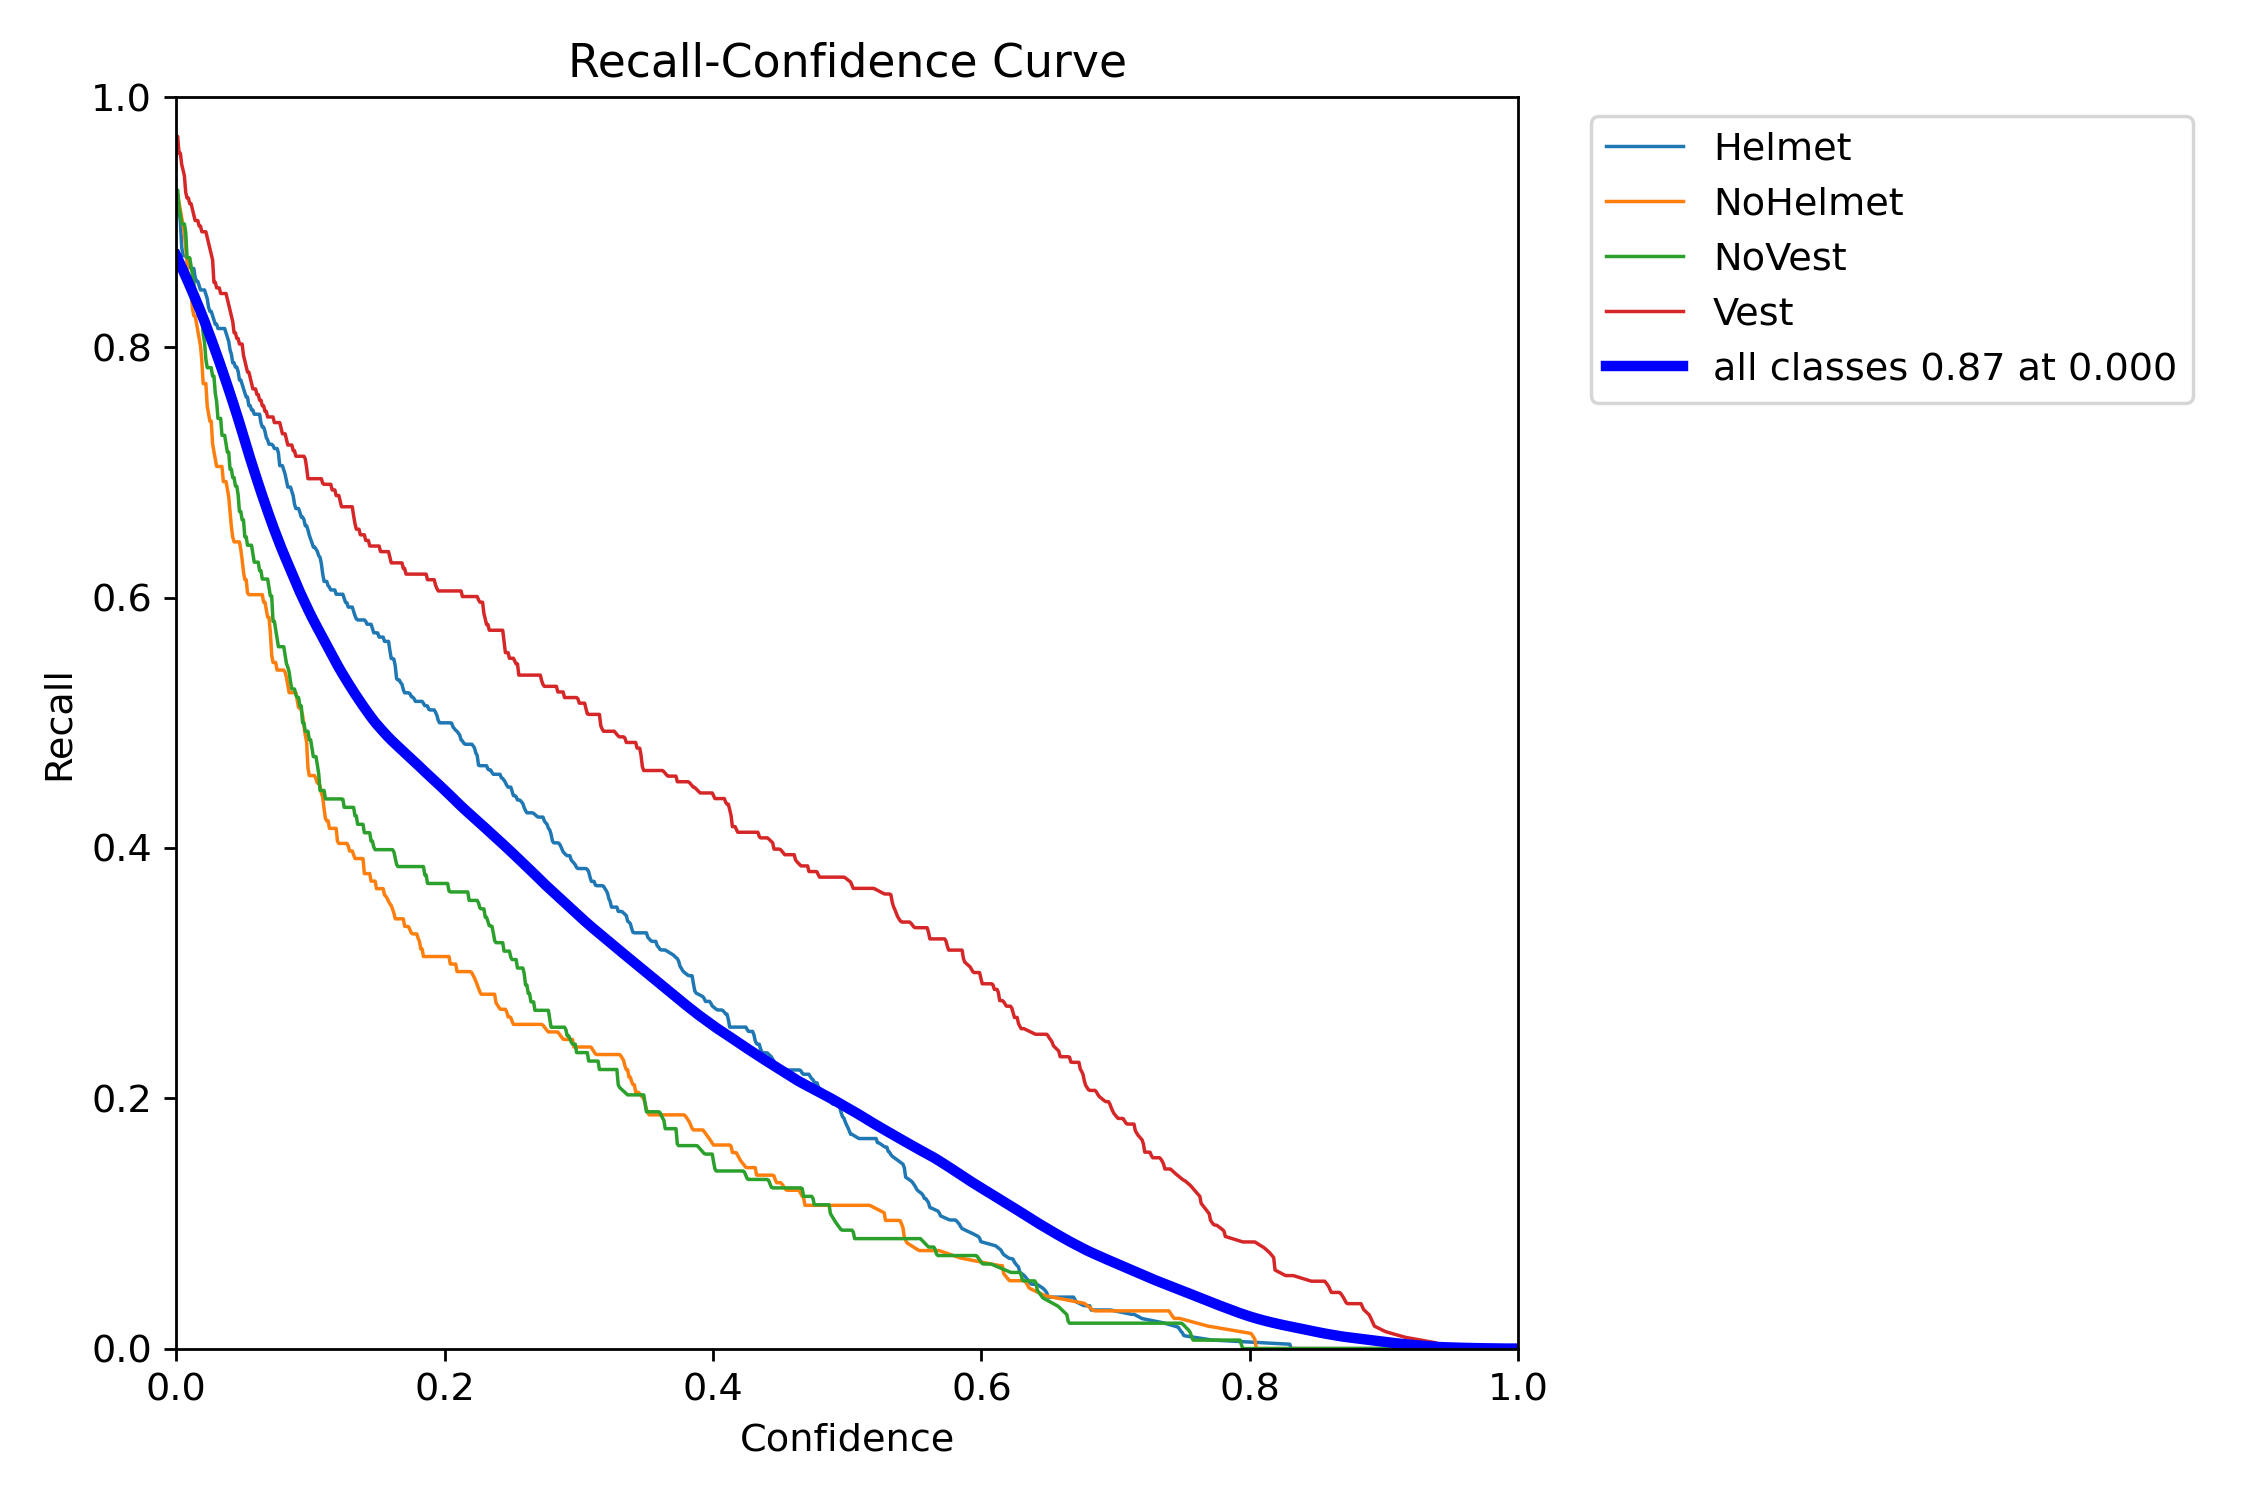 Recall-Confidence Curve
1.0
0.8
0.6
0.4
0.2
0.0
Recall
0.0 0.2 0.4 0.6 0.8 1.0
Confidence
Helmet
NoHelmet
NoVest
Vest
all classes 0.87 at 0.000